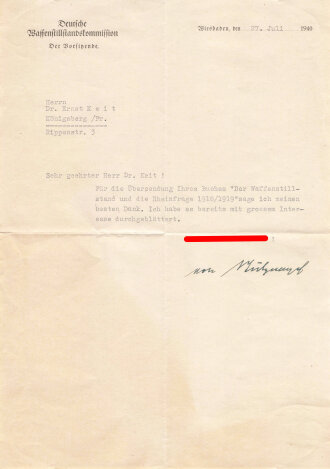 Deutsche
Waffenstillstandskommission
Der Vorsitzende.
Wiesbaden, den 27. Juli 1940
Herrn
Dr. Ernst Keit
Königsberg /Pr.
Rippenstr. 3
Sehr geehrter Herr Dr. Keit !
Für die Übersendung Ihres Buches "Der Waffenstill-
stand und die Rheinfrage 1918/1919"sage ich meinen
besten Dank. Ich habe es bereits mit grossem Inter-
esse durchgeblättert.
!
von